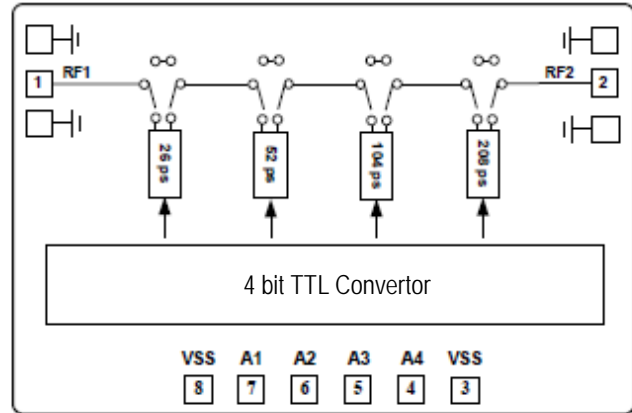 RF1
RF2
1
2
26 ps
52 ps
104 ps
208 ps
4 bit TTL Convertor
VSS A1 A2 A3 A4 VSS
8 7 6 5 4 3